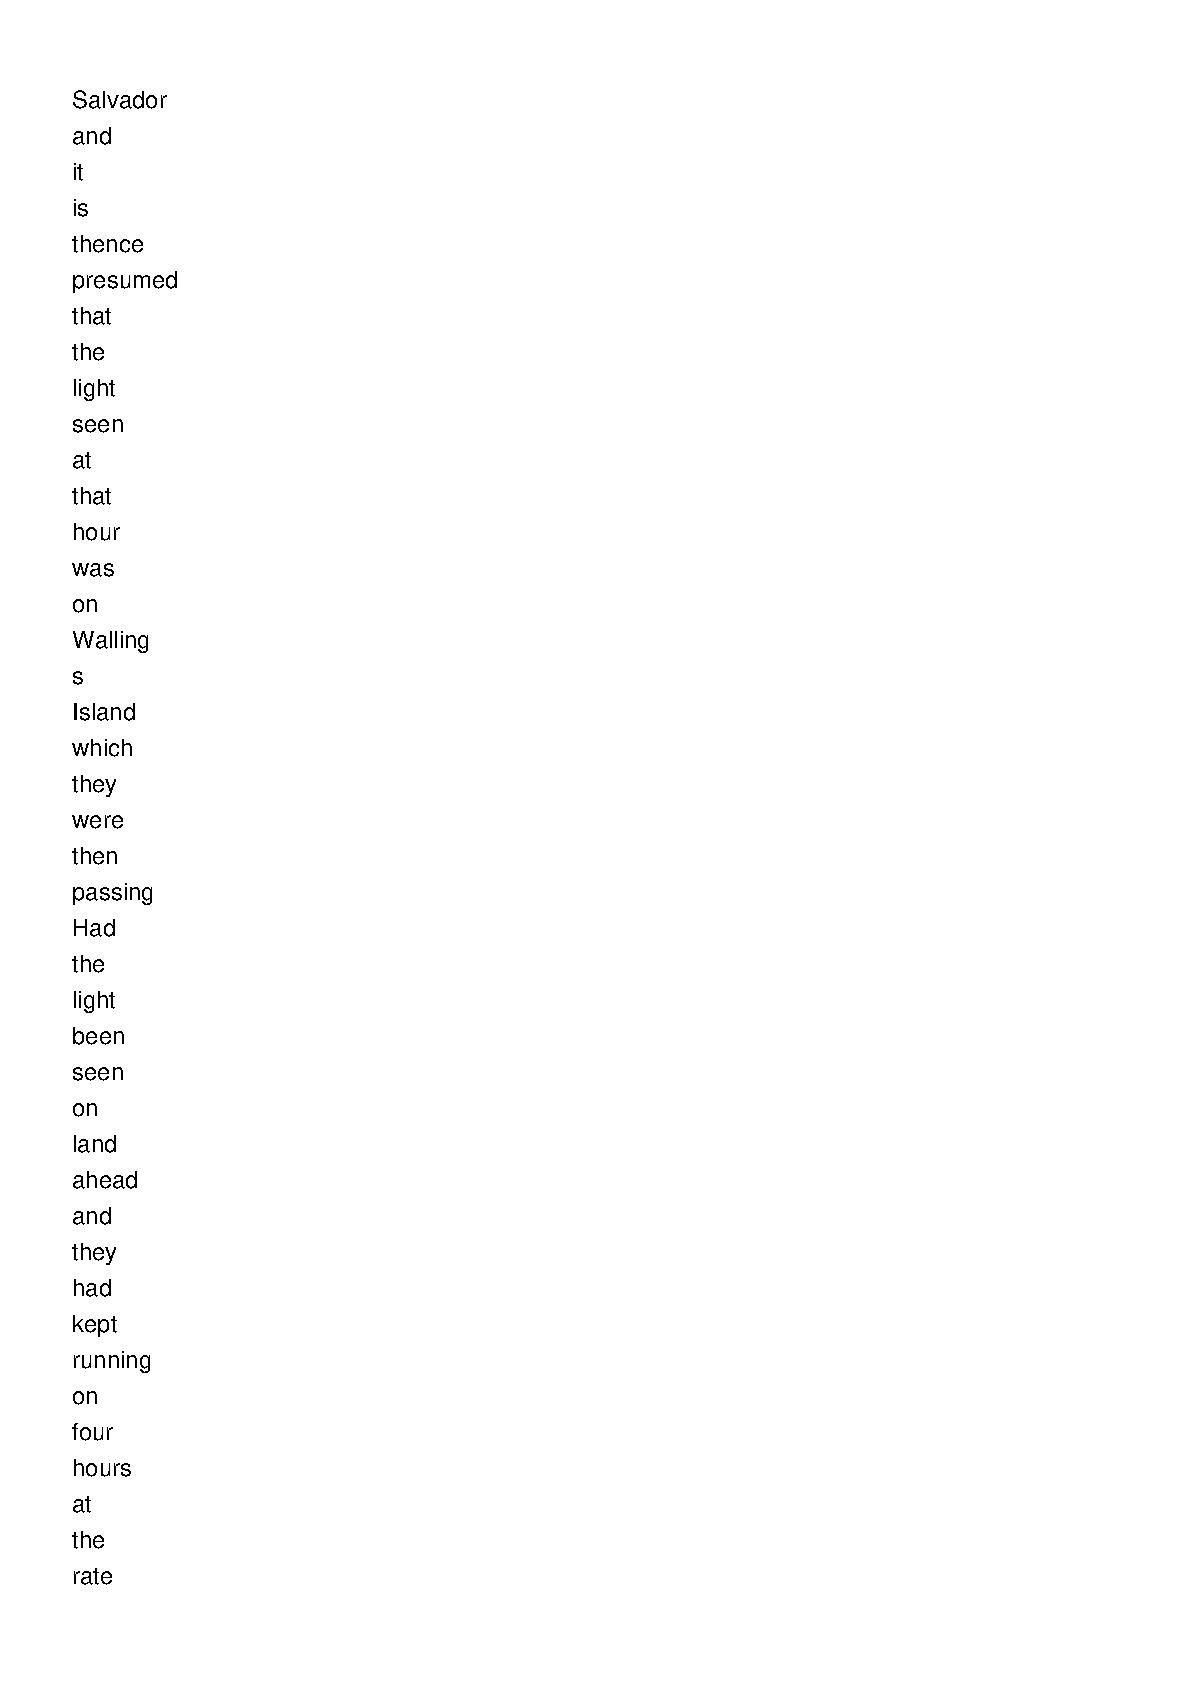 Salvador
and
it
is
thence
presumed
that
the
light
seen
at
that
hour
was
on
Walling
s
Island
which
they
were
then
passing
Had
the
light
been
seen
on
land
ahead
and
they
had
kept
running
on
four
hours
at
the
rate